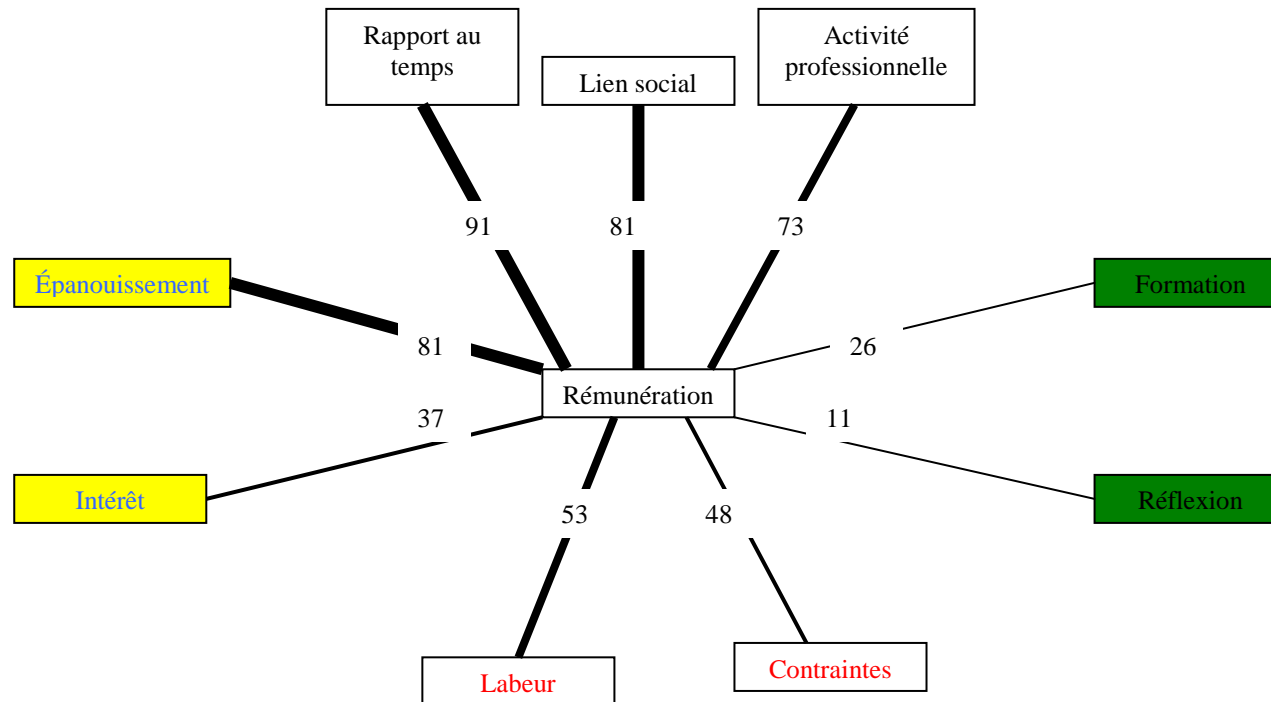 Rapport au
temps
Lien social
Activité
professionnelle
91
81
73
Épanouissement
Formation
81
26
Rémunération
37
11
Intérêt
Réflexion
53
48
Labeur
Contraintes